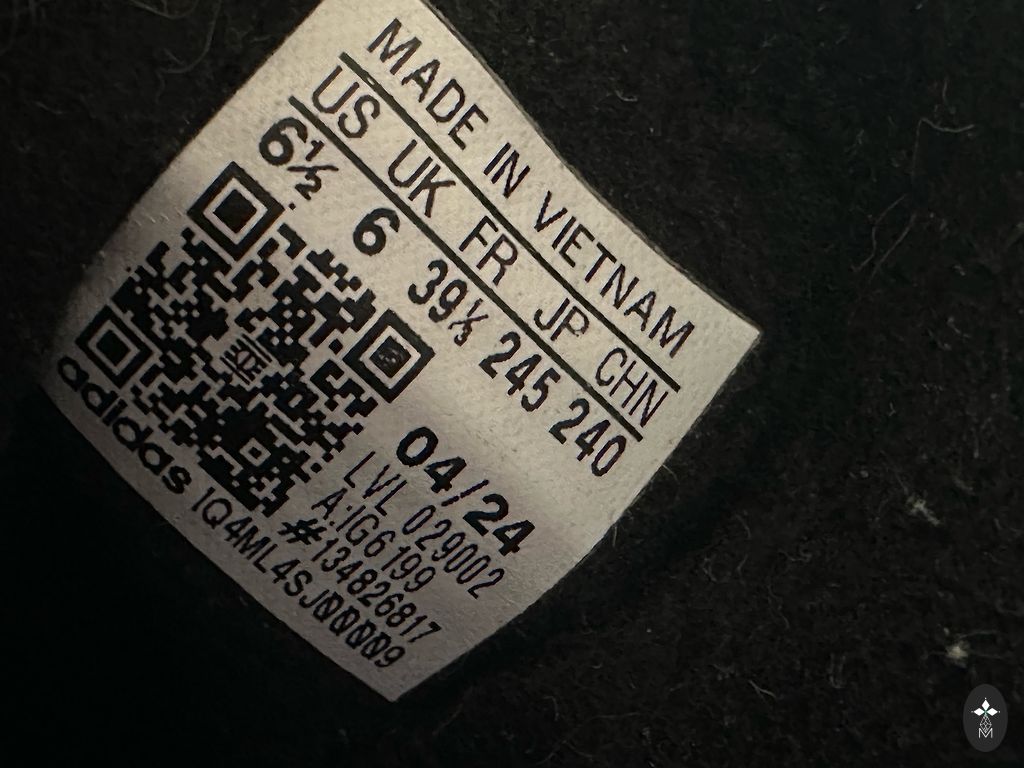 MADE IN VIETNAM
US UK FR JP CHN
6½ 6 39⅓ 245 240
04/24
LVL 029002
A:IG6199
#134826817
adidas 1Q4ML4SJ00009
M